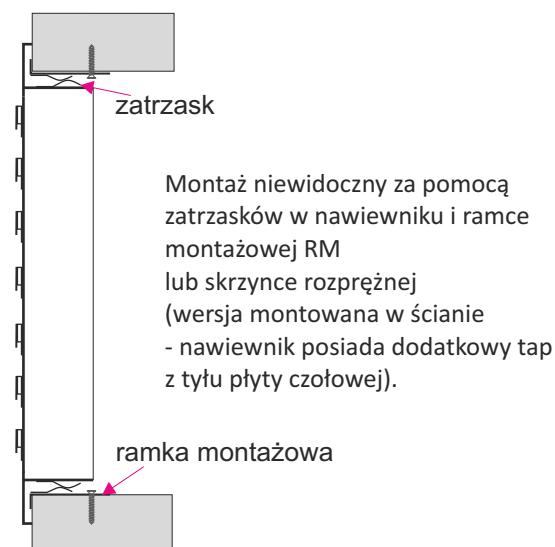 zatrzask
Montaż niewidoczny za pomocą
zatrzasków w nawiewniku i ramce
montażowej RM
lub skrzynce rozprężnej
(wersja montowana w ścianie
- nawiewnik posiada dodatkowy tap
z tyłu płyty czołowej).
ramka montażowa